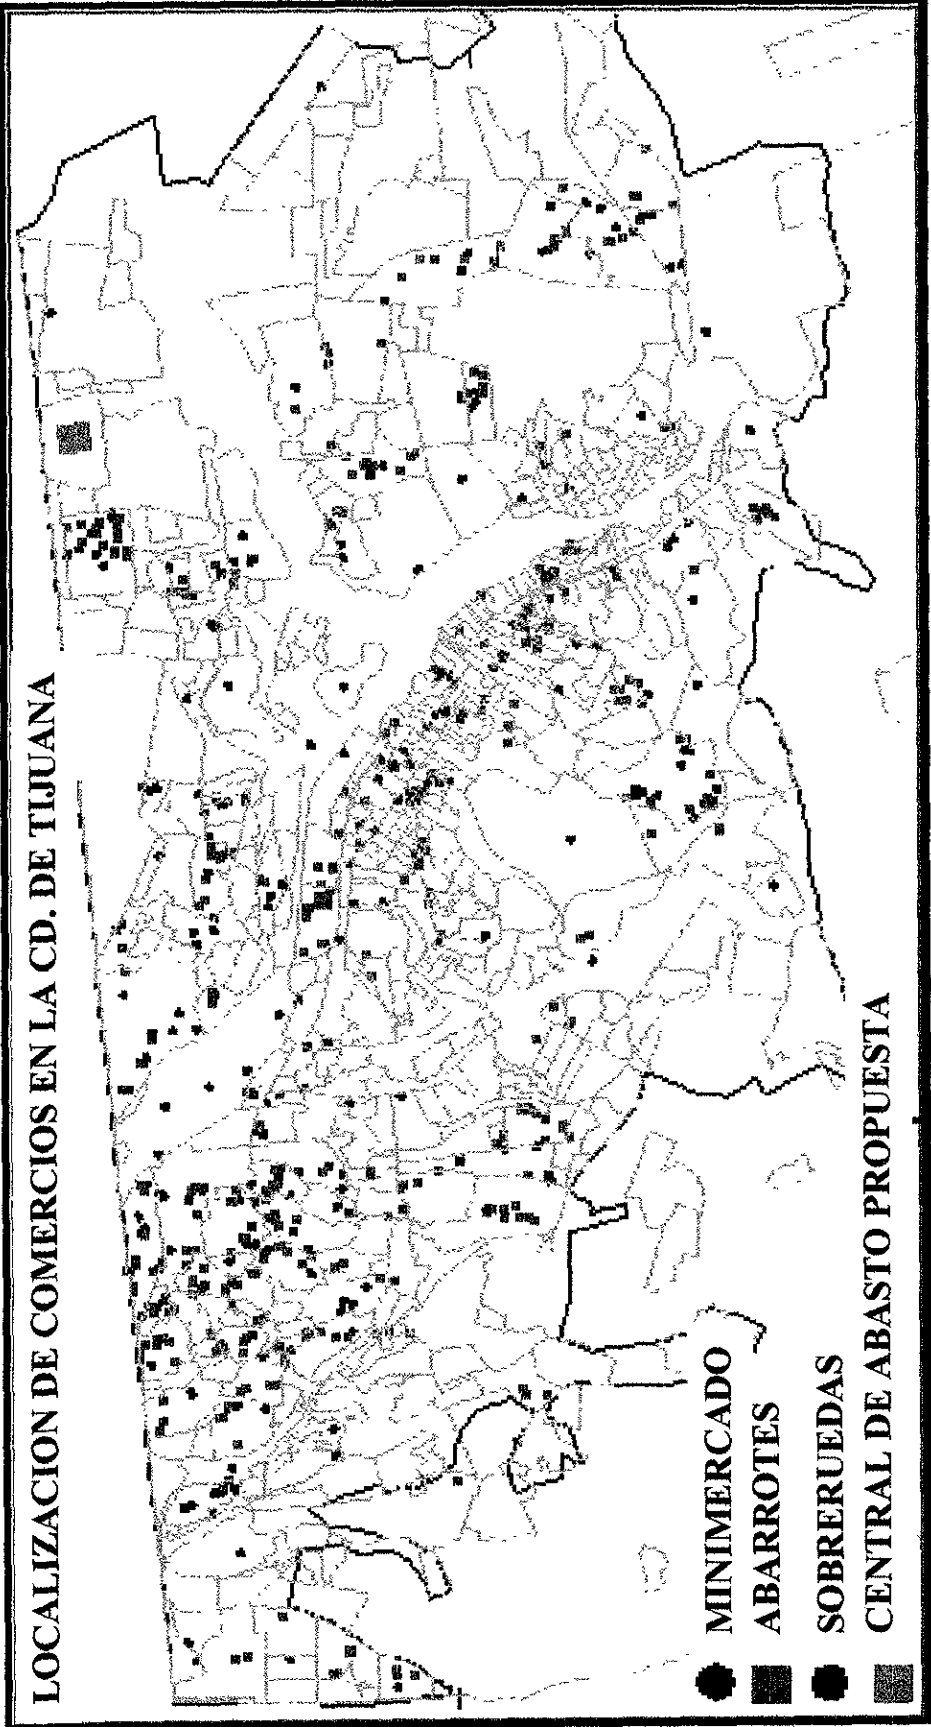 LOCALIZACION DE COMERCIOS EN LA CD. DE TIJUANA
MINIMERCADO
ABARROTES
SOBRERUEDAS
CENTRAL DE ABASTO PROPUESTA